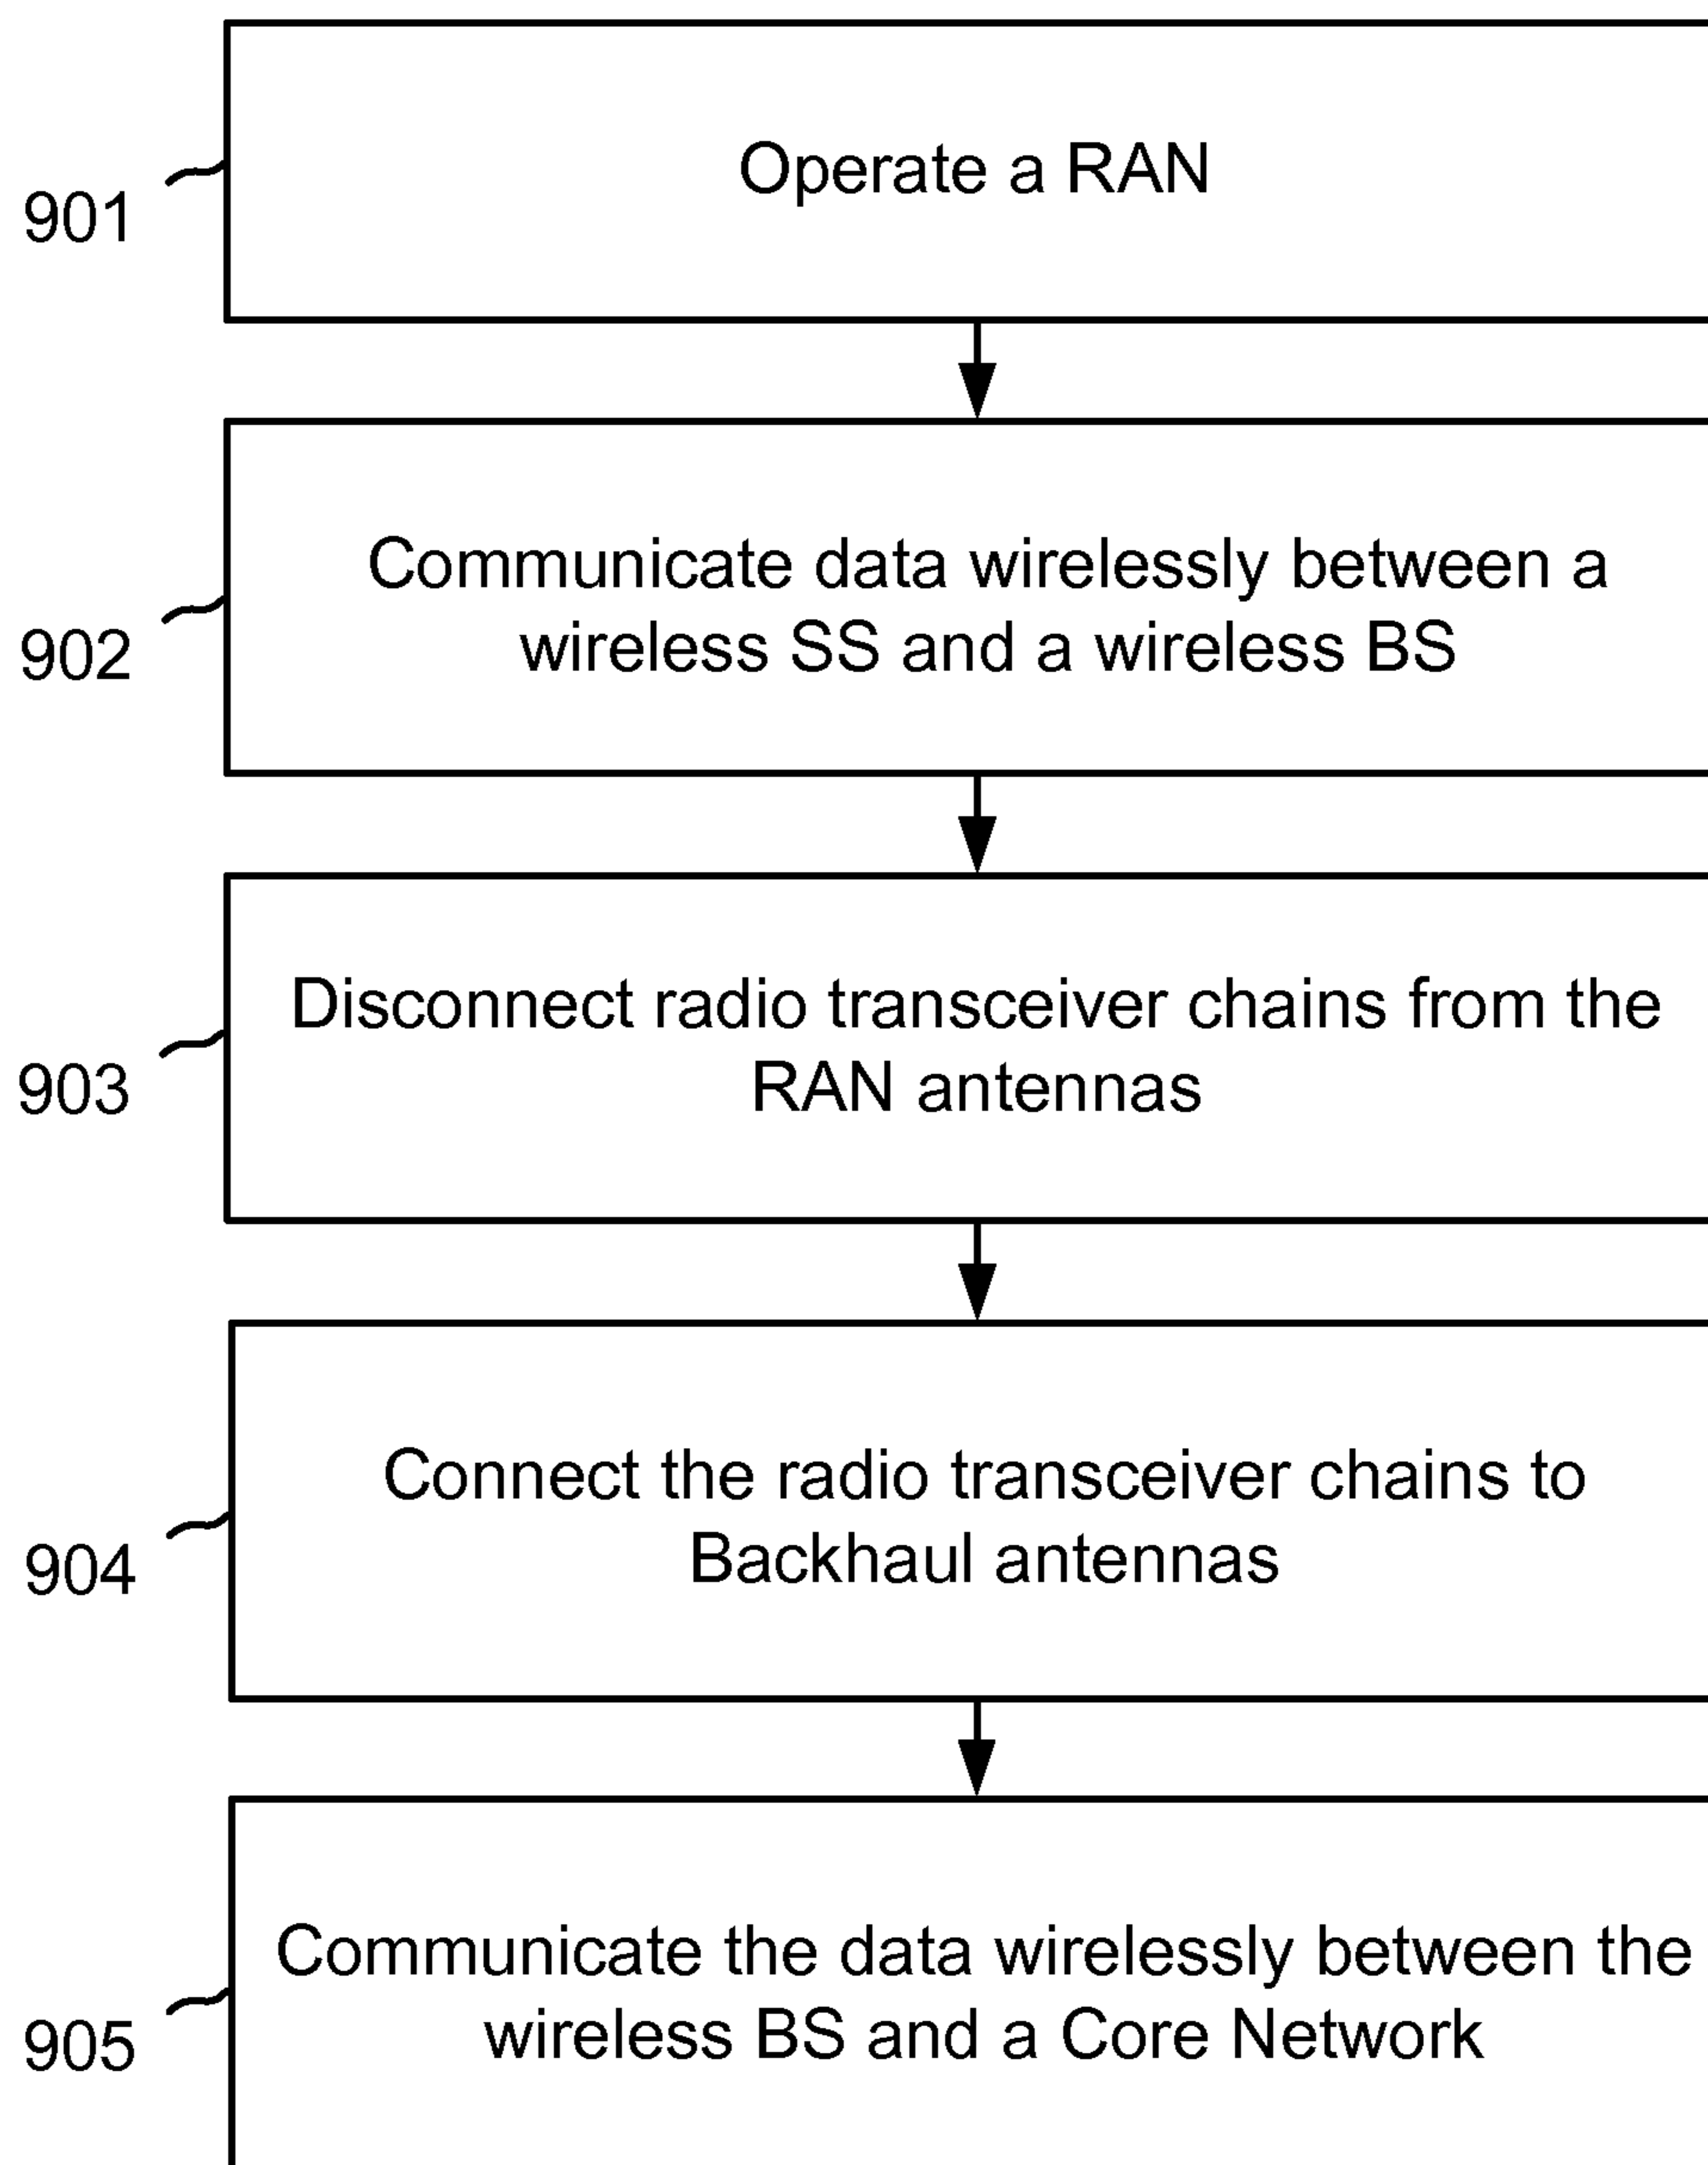 Operate a RAN
901
Communicate data wirelessly between a
wireless SS and a wireless BS
902
Disconnect radio transceiver chains from the
RAN antennas
903
Connect the radio transceiver chains to
Backhaul antennas
904
Communicate the data wirelessly between the
wireless BS and a Core Network
905